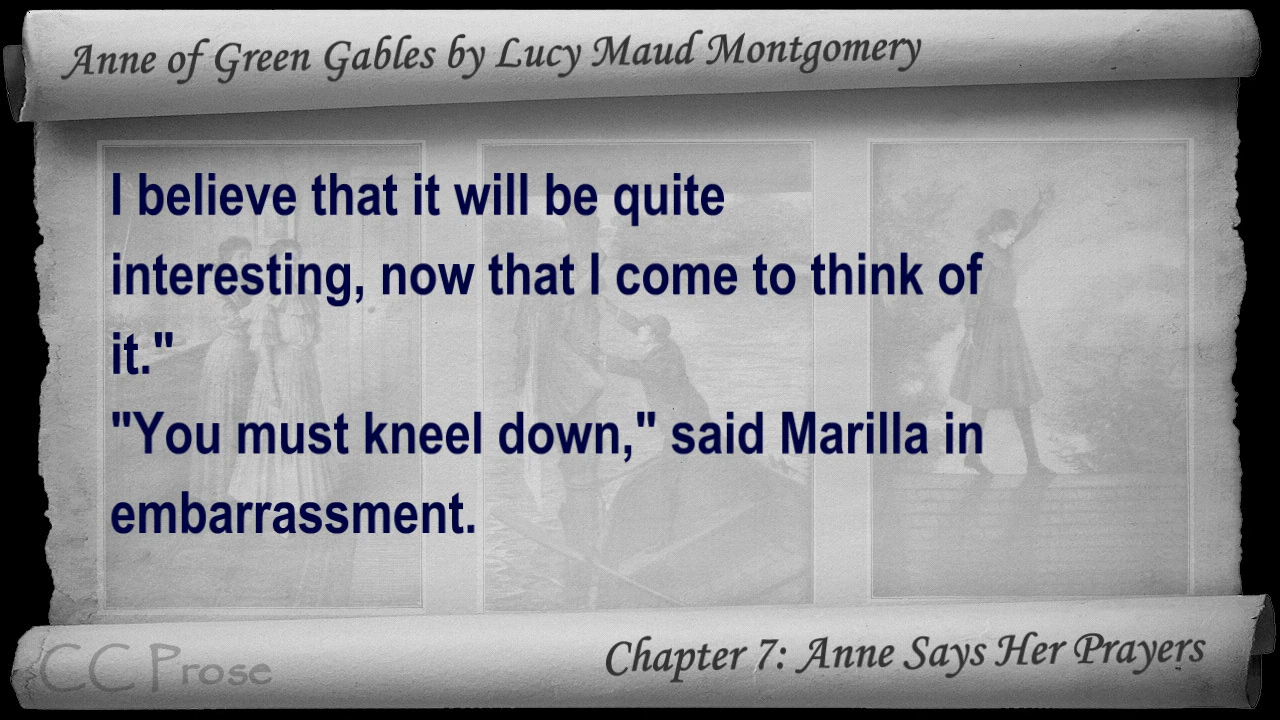 Anne of Green Gables by Lucy Maud Montgomery
I believe that it will be quite
interesting, now that I come to think of
it."
"You must kneel down," said Marilla in
embarrassment.
CC Prose
Chapter 7: Anne Says Her Prayers